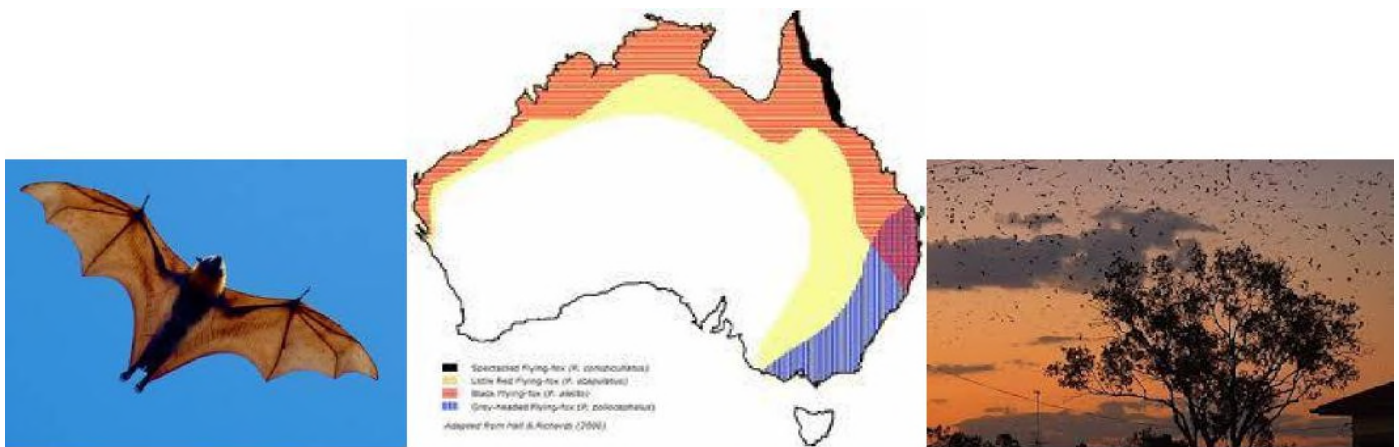 Spectacled Flying-fox (P. conspicillatus)
Little Red Flying-fox (P. scapulatus)
Black Flying-fox (P. alecto)
Grey-headed Flying-fox (P. poliocephalus)
Adapted from Hall & Richards (2000)